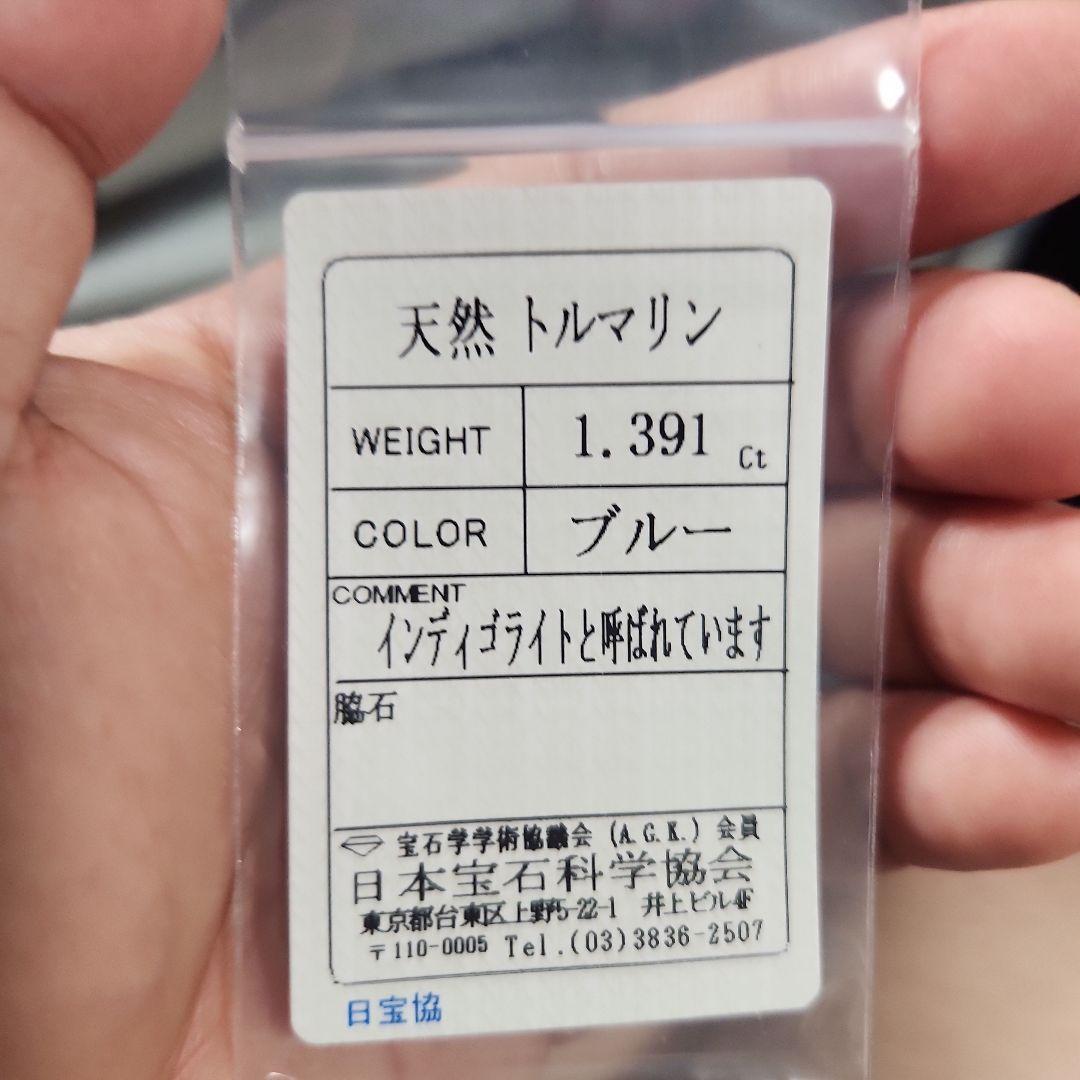 天然 トルマリン
WEIGHT 1.391 Ct
COLOR ブルー
COMMENT
インディゴライトと呼ばれています
脇石
宝石学学術協議会 (A.G.K.) 会員
日本宝石科学協会
東京都台東区上野5-22-1 井上ビル4F
〒110-0005 Tel.(03)3836-2507
日宝協